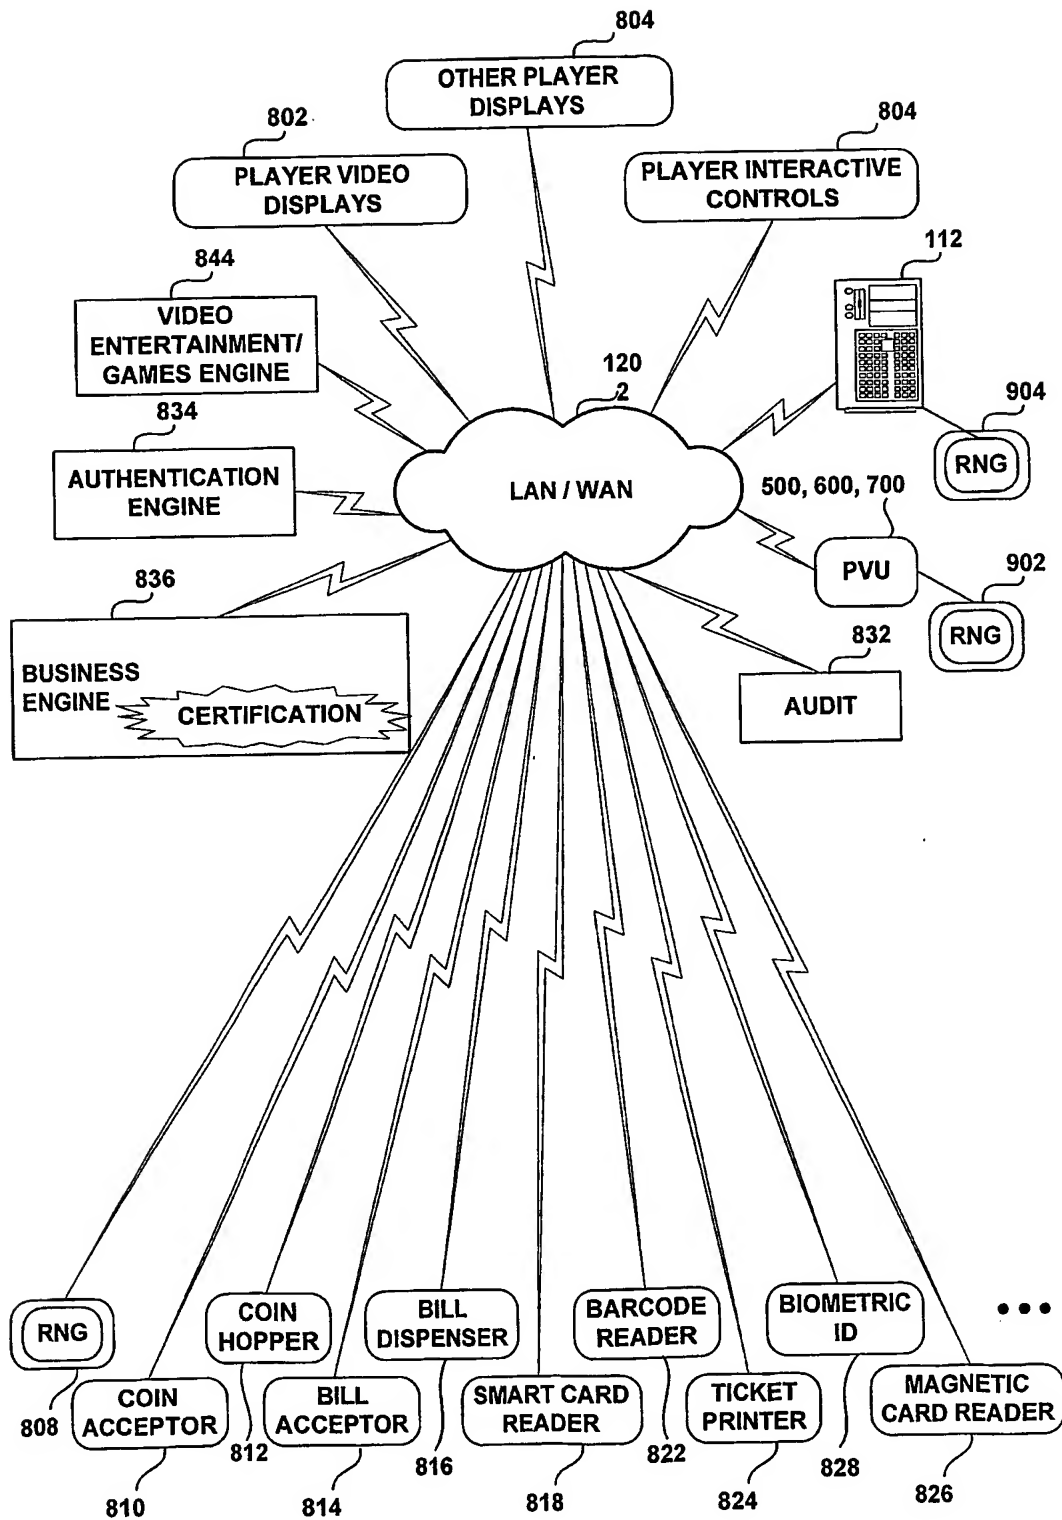 804
OTHER PLAYER
DISPLAYS
802
PLAYER VIDEO
DISPLAYS
804
PLAYER INTERACTIVE
CONTROLS
844
VIDEO
ENTERTAINMENT/
GAMES ENGINE
112
120
2
904
RNG
834
AUTHENTICATION
ENGINE
LAN / WAN
500, 600, 700
PVU
902
RNG
836
BUSINESS
ENGINE
CERTIFICATION
832
AUDIT
RNG
808
COIN
ACCEPTOR
810
COIN
HOPPER
812
BILL
ACCEPTOR
814
BILL
DISPENSER
816
SMART CARD
READER
818
BARCODE
READER
822
TICKET
PRINTER
824
BIOMETRIC
ID
828
MAGNETIC
CARD READER
826
•••